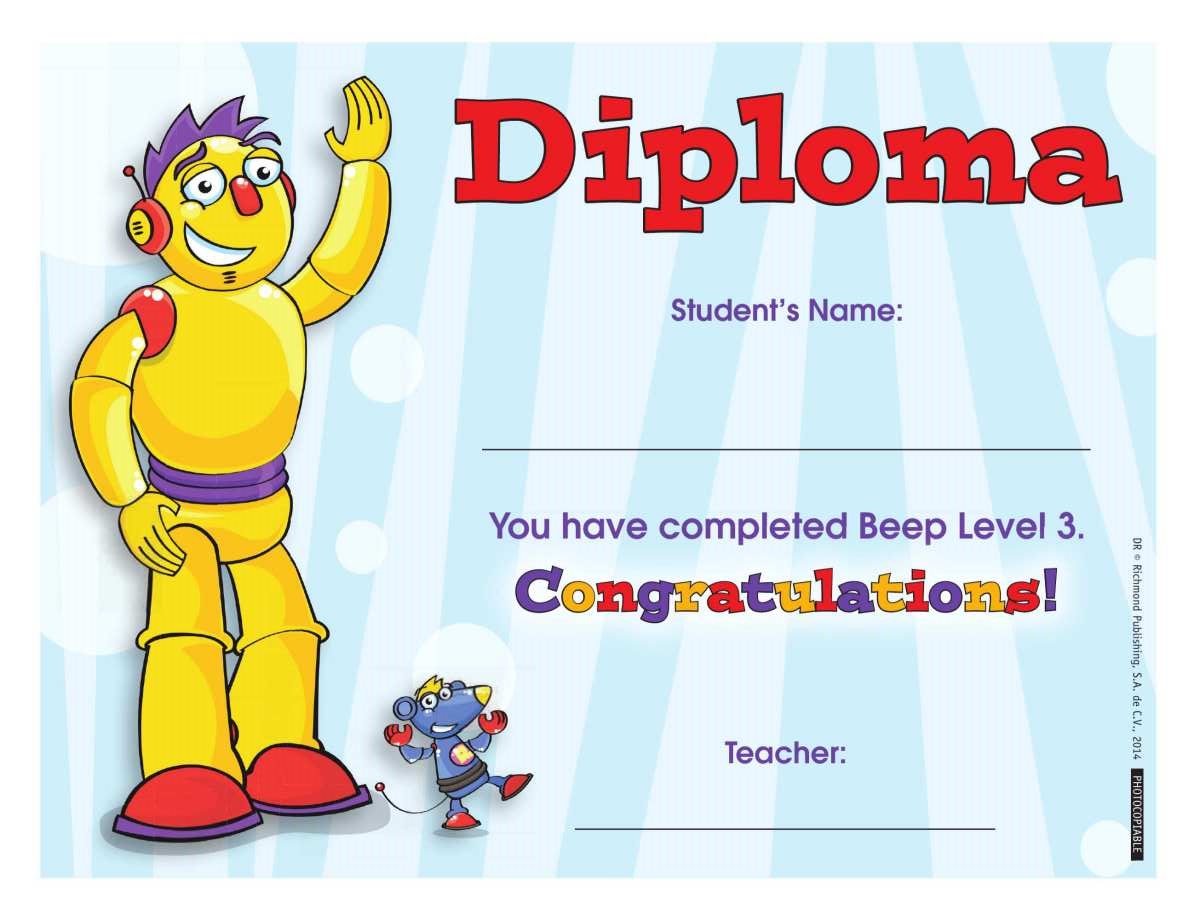 Diploma
Student's Name:
You have completed Beep Level 3.
Congratulations!
Teacher:
DR © Richmond Publishing, S.A. de C.V., 2014 PHOTOCOPIABLE